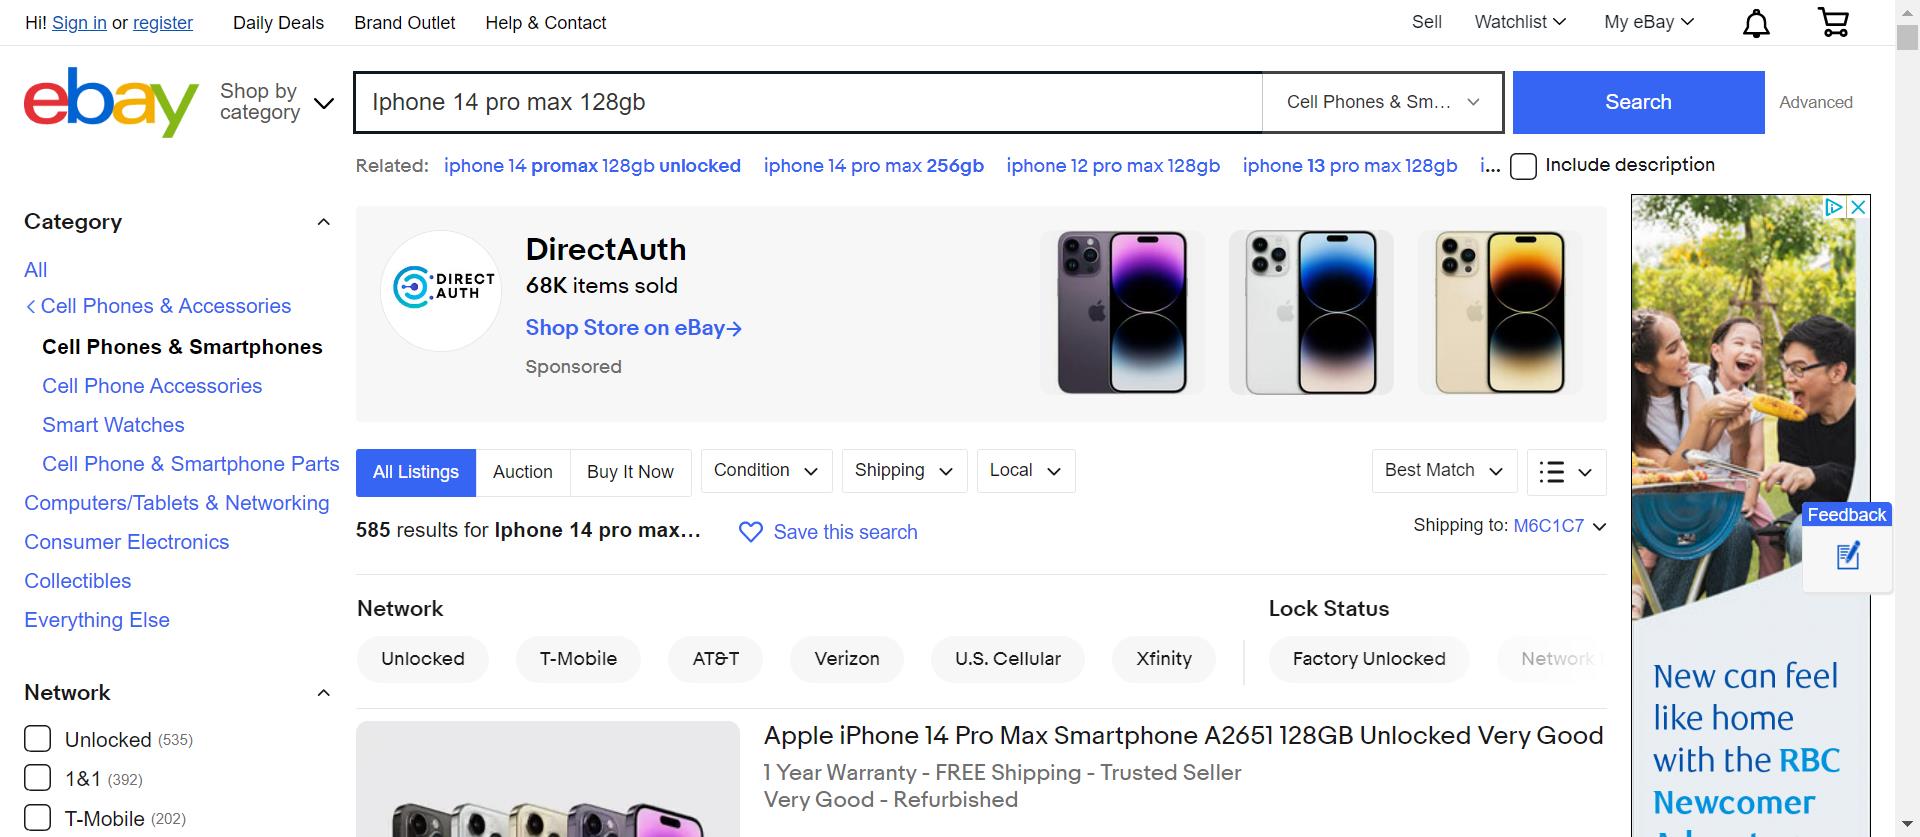 Hi! Sign in or register Daily Deals Brand Outlet Help & Contact
Sell Watchlist My eBay
ebay
Shop by
category
Iphone 14 pro max 128gb
Cell Phones & Sm...
Search
Advanced
Related: iphone 14 promax 128gb unlocked iphone 14 pro max 256gb iphone 12 pro max 128gb iphone 13 pro max 128gb i...
Include description
Category
All
Cell Phones & Accessories
Cell Phones & Smartphones
Cell Phone Accessories
Smart Watches
Cell Phone & Smartphone Parts
Computers/Tablets & Networking
Consumer Electronics
Collectibles
Everything Else
Network
Unlocked (535)
1&1 (392)
T-Mobile (202)
DIRECT
AUTH
DirectAuth
68K items sold
Shop Store on eBay
Sponsored
All Listings Auction Buy It Now Condition Shipping Local
Best Match
585 results for Iphone 14 pro max...
Save this search
Shipping to: M6C1C7
Network
Unlocked T-Mobile AT&T Verizon U.S. Cellular Xfinity
Lock Status
Factory Unlocked Network
Apple iPhone 14 Pro Max Smartphone A2651 128GB Unlocked Very Good
1 Year Warranty - FREE Shipping - Trusted Seller
Very Good - Refurbished
Feedback
New can feel
like home
with the RBC
Newcomer